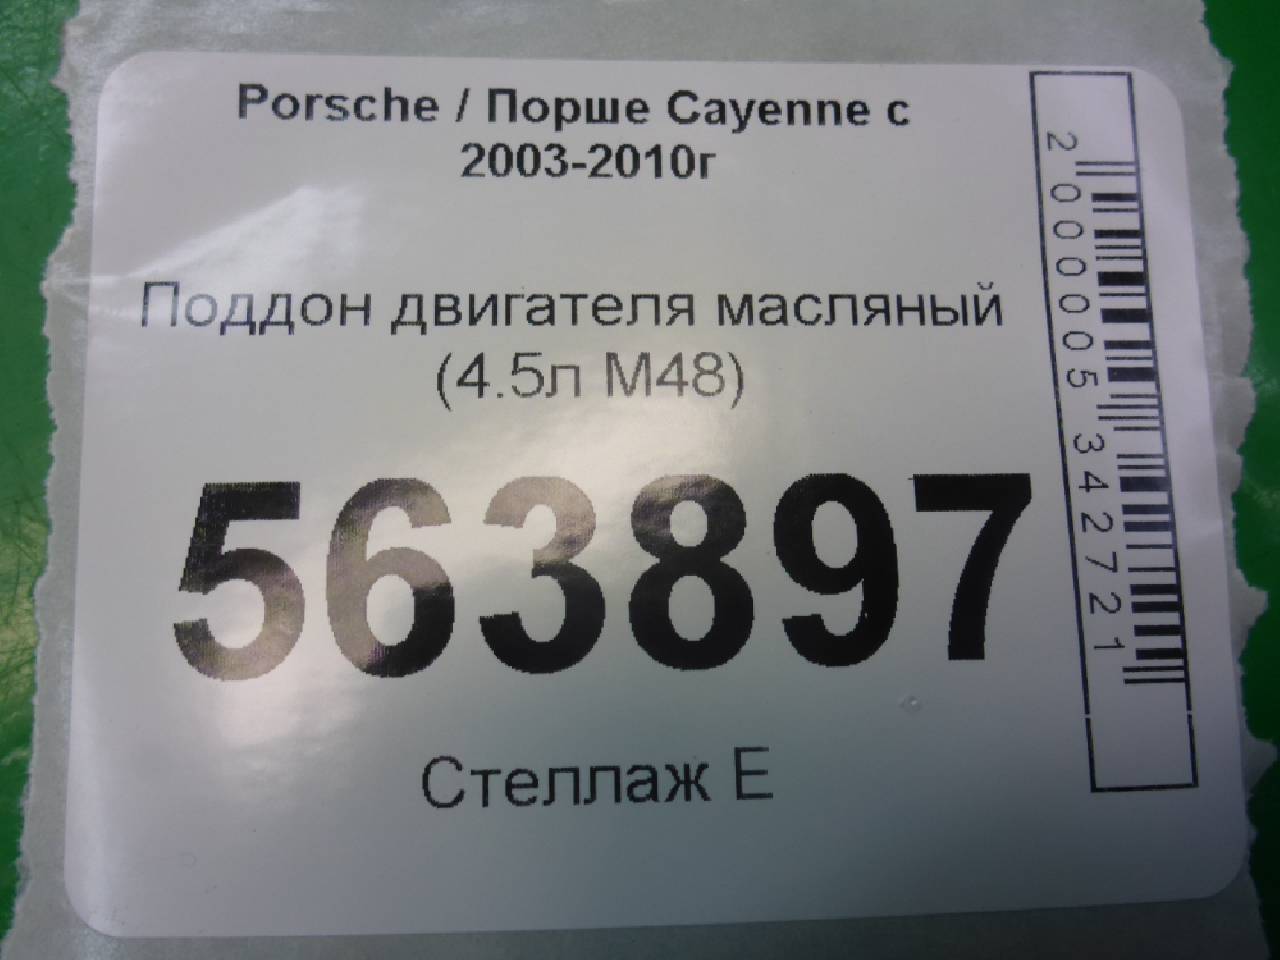 Porsche / Порше Cayenne с
2003-2010г
Поддон двигателя масляный
(4.5л M48)
563897
Стеллаж E
2000005342721